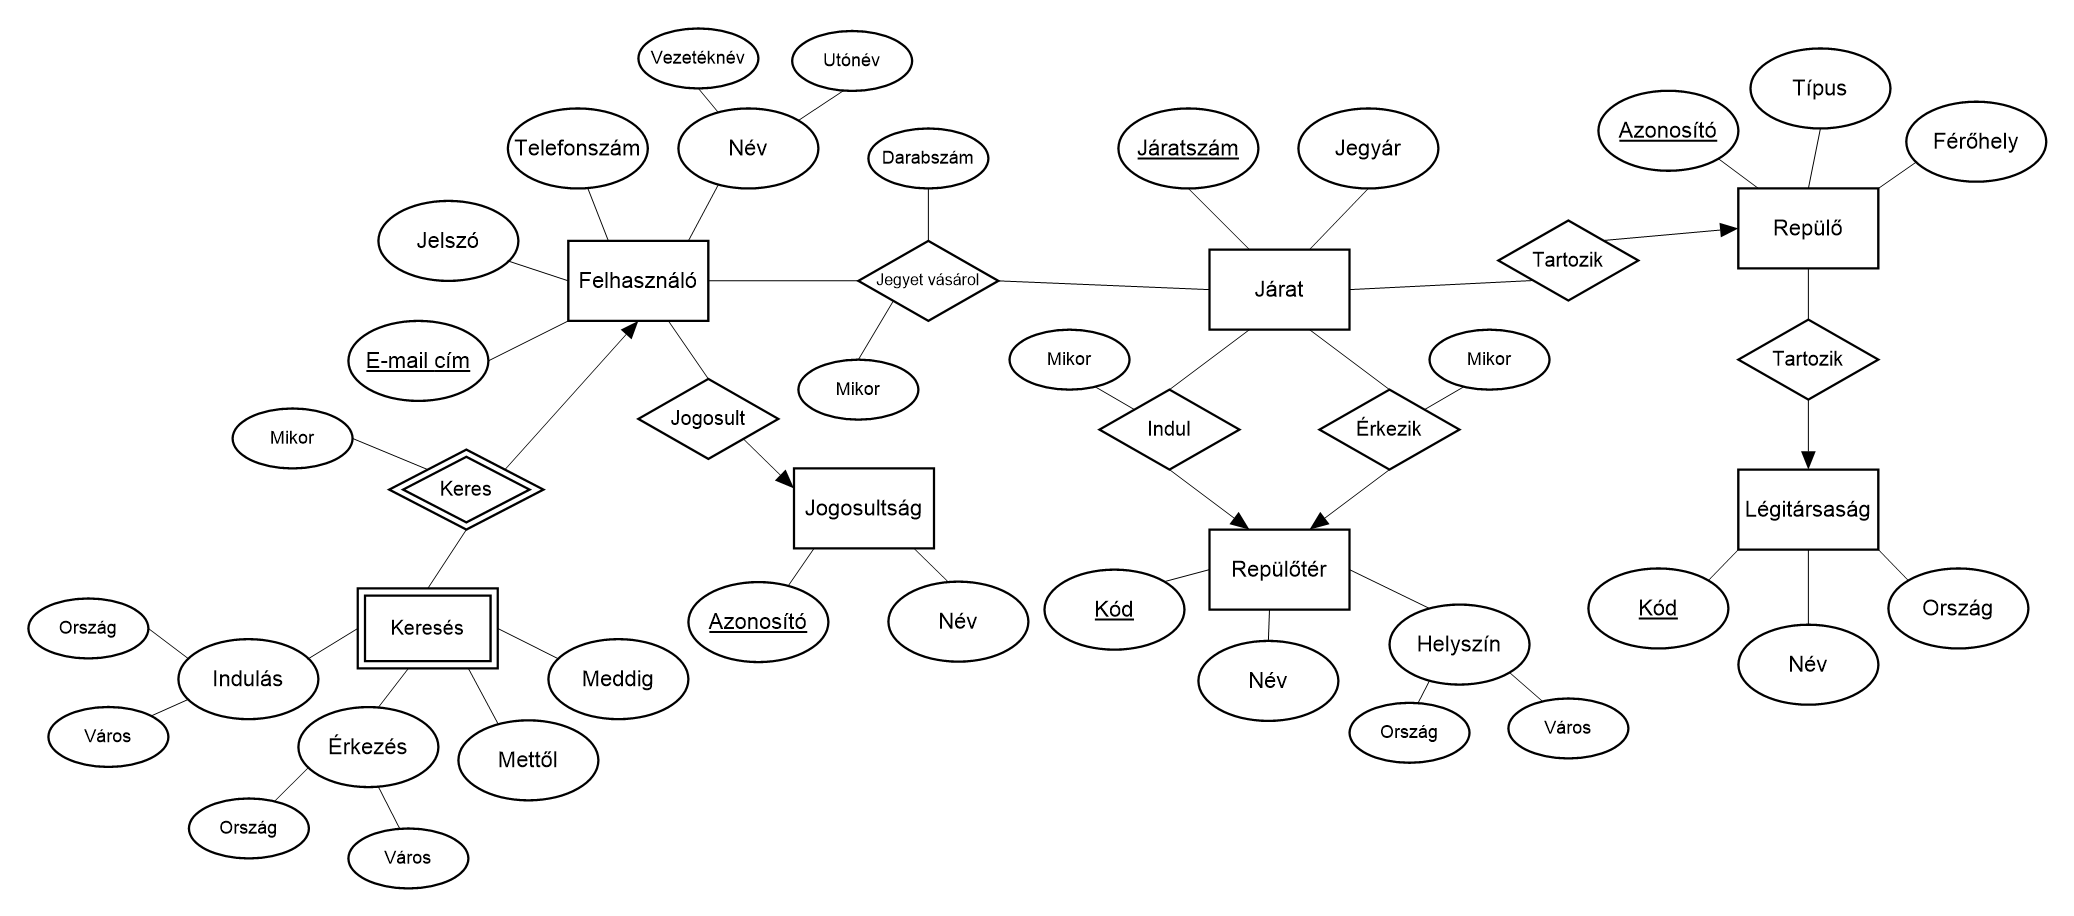 Vezetéknév
Utónév
Telefonszám
Név
Darabszám
Járatszám
Jegyár
Azonosító
Típus
Férőhely
Jelszó
Felhasználó
Jegyet vásárol
Járat
Tartozik
Repülő
E-mail cím
Mikor
Mikor
Mikor
Tartozik
Mikor
Jogosult
Indul
Érkezik
Keres
Jogosultság
Légitársaság
Repülőtér
Ország
Keresés
Azonosító
Név
Kód
Kód
Ország
Indulás
Meddig
Név
Helyszín
Név
Város
Érkezés
Mettől
Ország
Város
Ország
Város